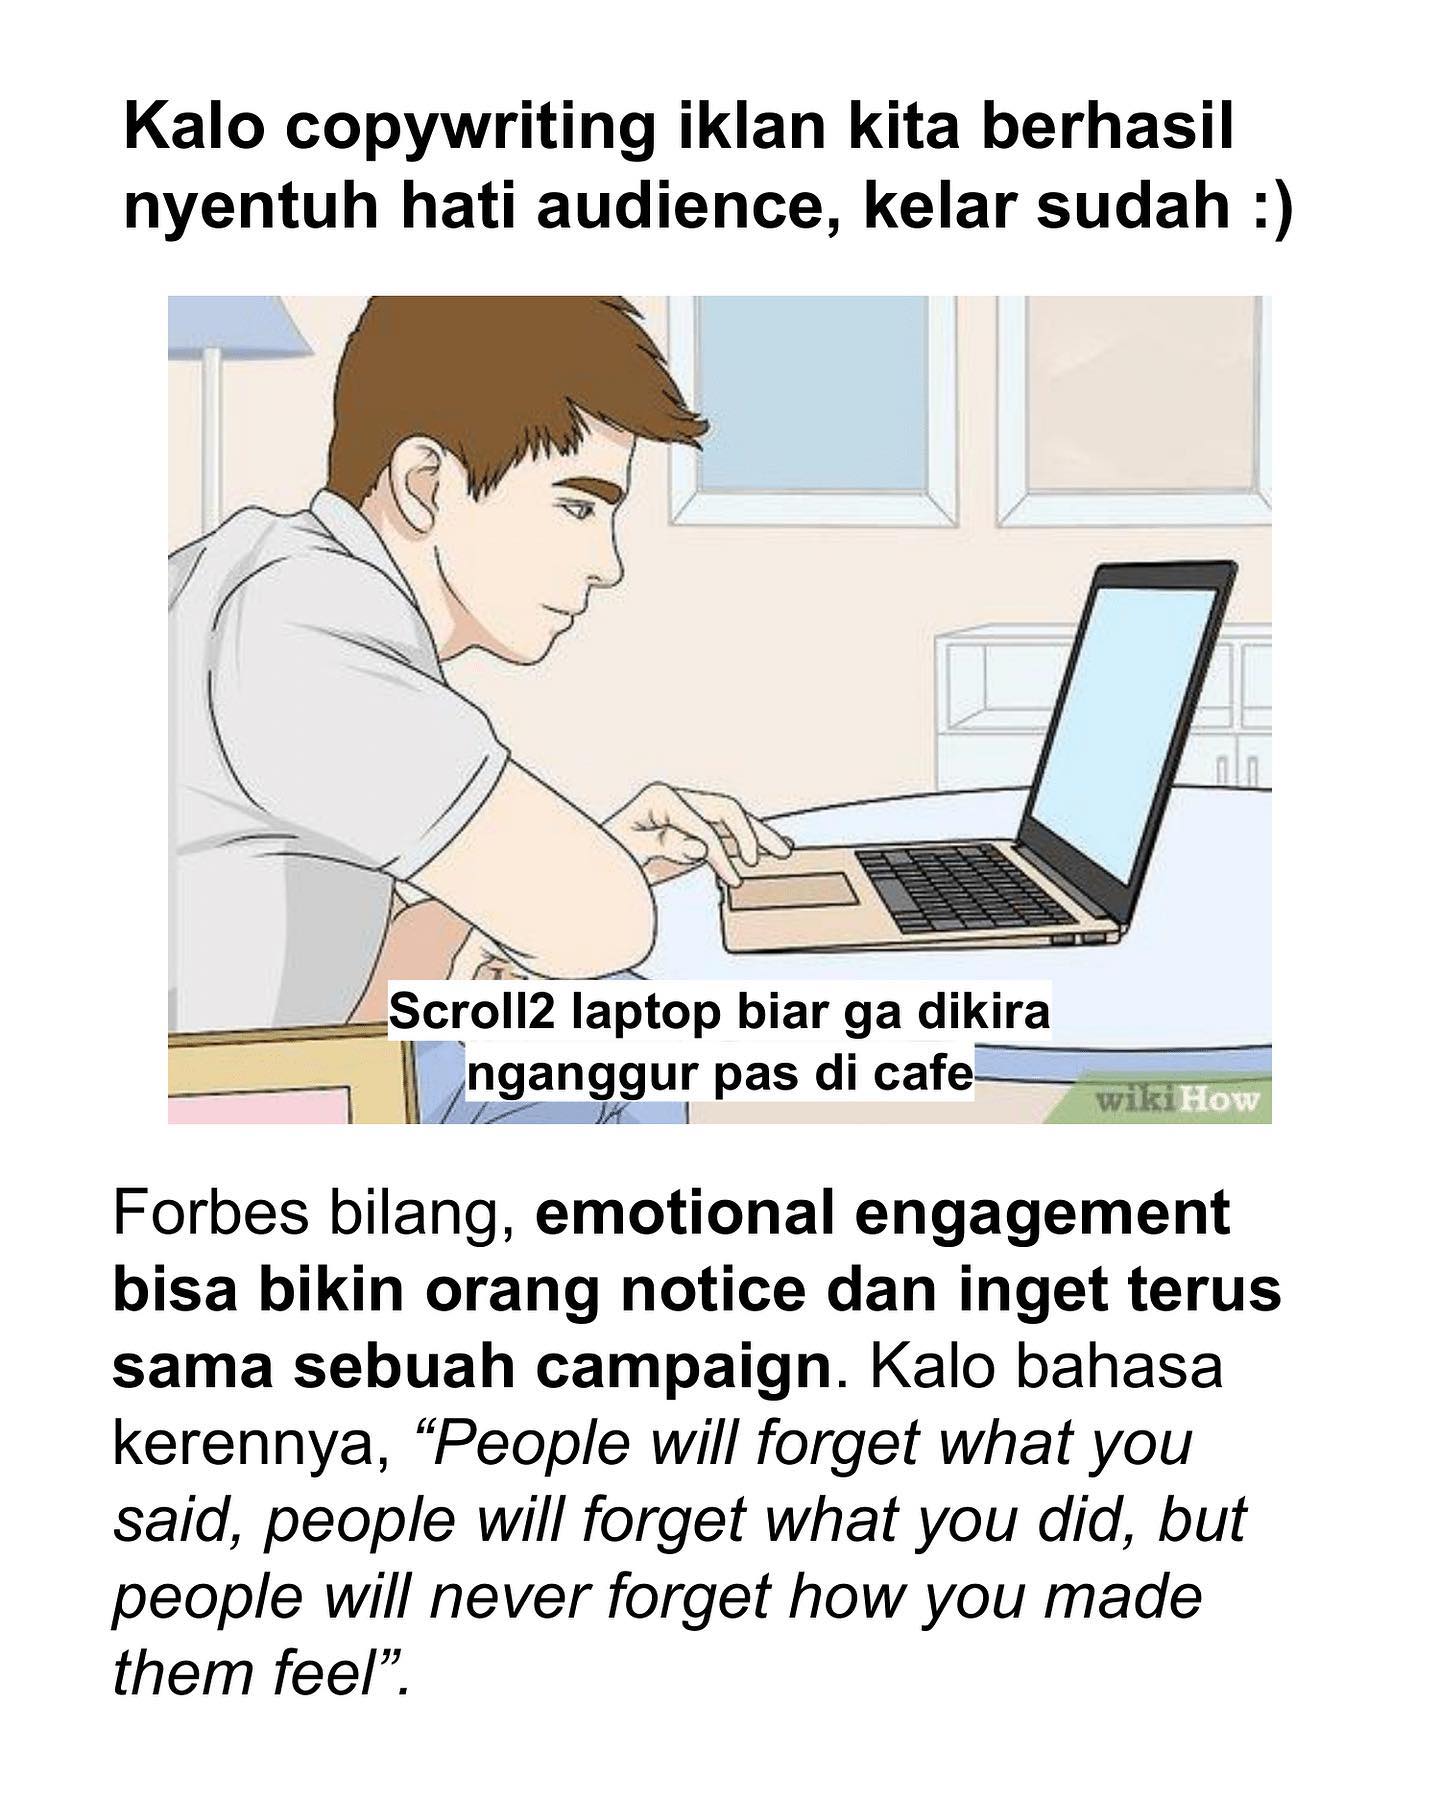 Kalo copywriting iklan kita berhasil
nyentuh hati audience, kelar sudah :)
Scroll2 laptop biar ga dikira
nganggur pas di cafe
wikiHow
Forbes bilang, emotional engagement
bisa bikin orang notice dan inget terus
sama sebuah campaign. Kalo bahasa
kerennya, “People will forget what you
said, people will forget what you did, but
people will never forget how you made
them feel”.